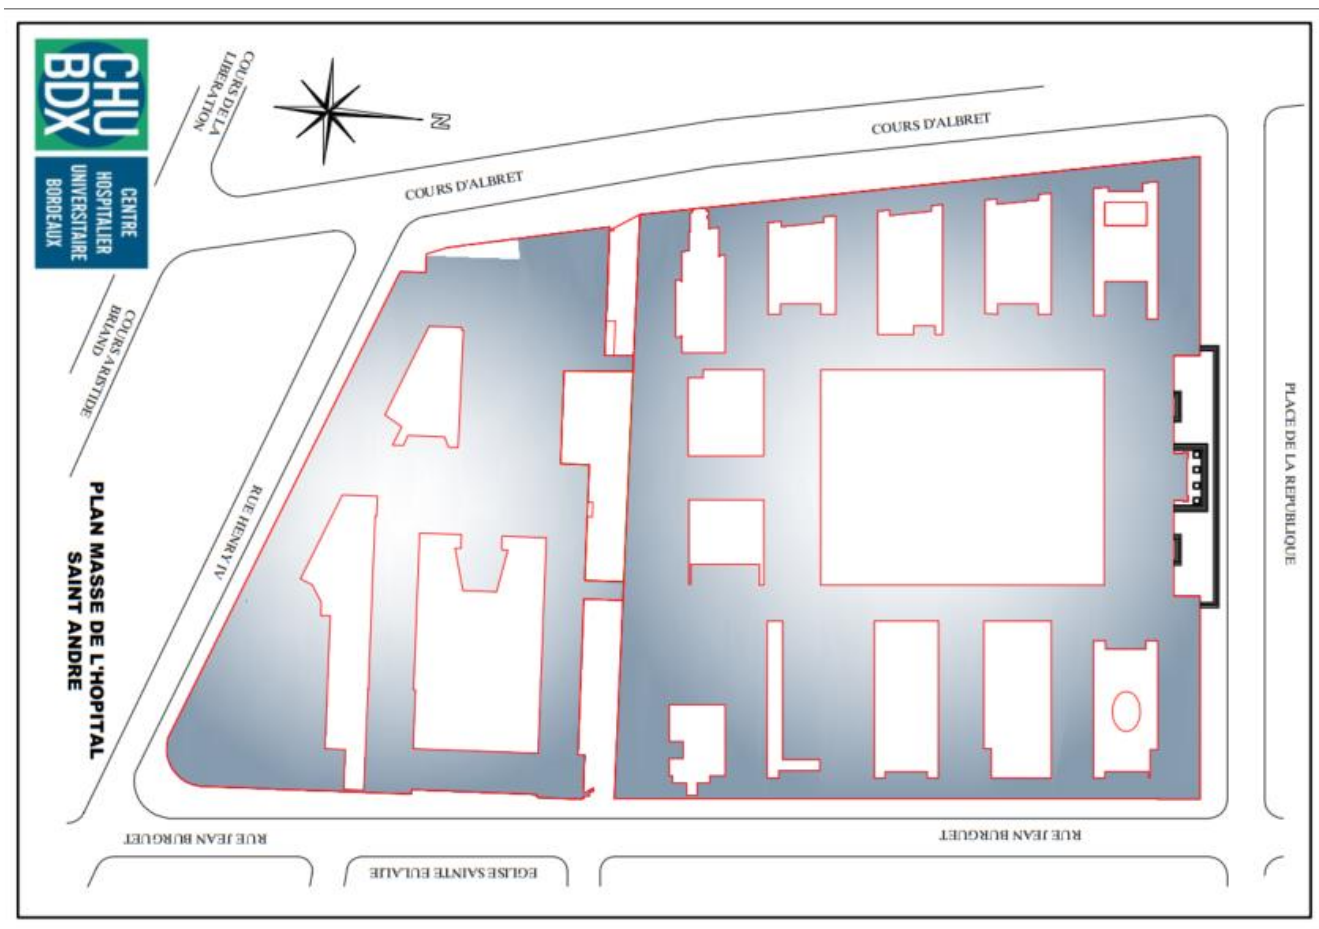 CHU
BDX
CENTRE
HOSPITALIER
UNIVERSITAIRE
BORDEAUX
COURS DE LA
LIBERATION
N
COURS D'ALBRET
COURS D'ALBRET
COURS ARISTIDE
BRIAND
RUE HENRY IV
PLACE DE LA REPUBLIQUE
PLAN MASSE DE L'HOPITAL
SAINT ANDRE
RUE JEAN BURGUET
RUE JEAN BURGUET
EGLISE SAINTE EULALIE